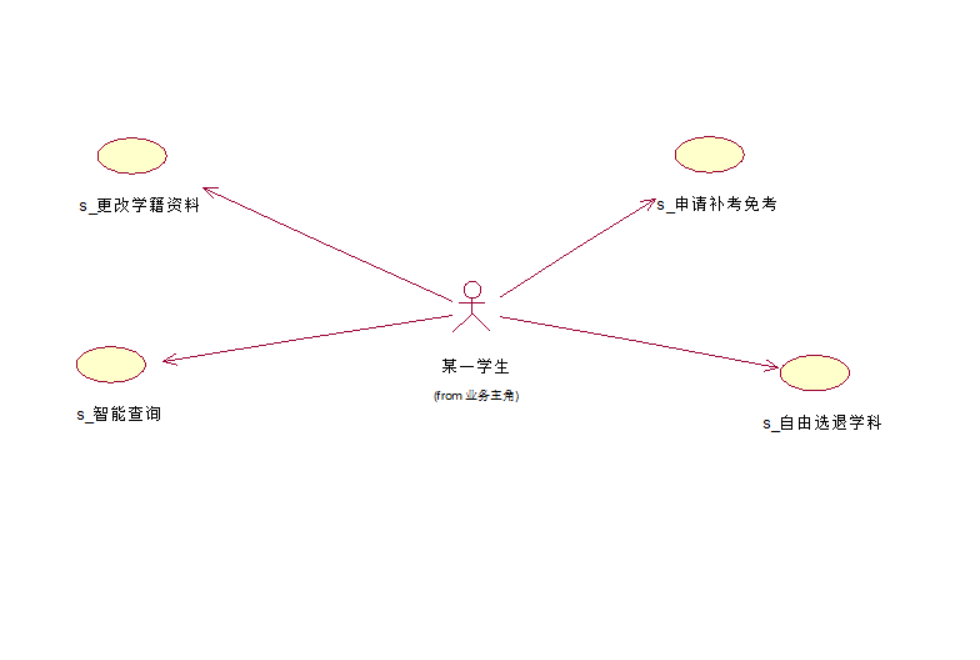 s_更改学籍资料
s_申请补考免考
某一学生
(from 业务主角)
s_智能查询
s_自由选退学科